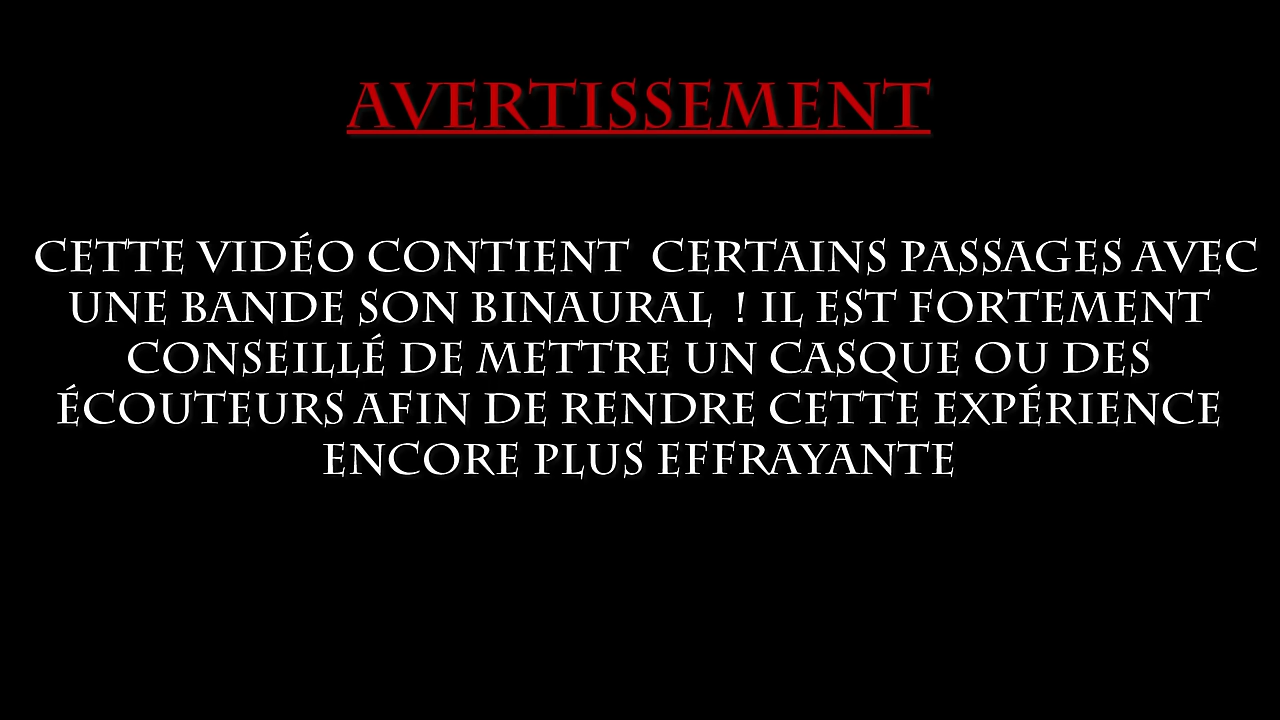 AVERTISSEMENT
CETTE VIDÉO CONTIENT  CERTAINS PASSAGES AVEC
UNE BANDE SON BINAURAL  ! IL EST FORTEMENT
CONSEILLÉ DE METTRE UN CASQUE OU DES
ÉCOUTEURS AFIN DE RENDRE CETTE EXPÉRIENCE
ENCORE PLUS EFFRAYANTE